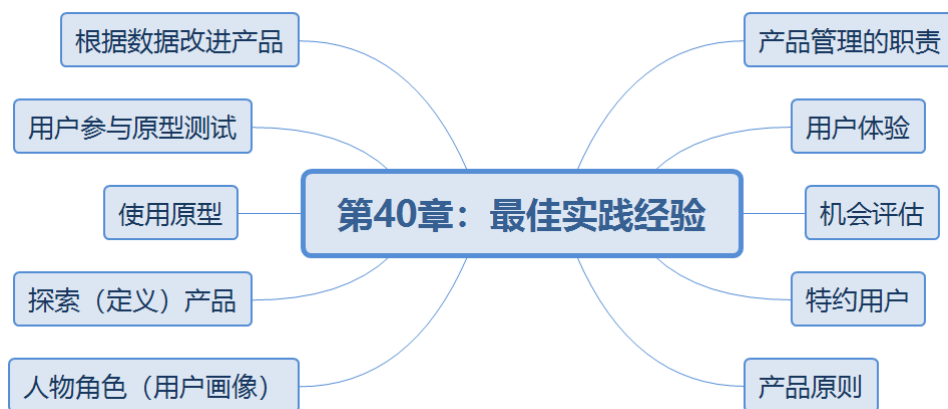 根据数据改进产品
产品管理的职责
用户参与原型测试
用户体验
使用原型
第40章：最佳实践经验
机会评估
探索（定义）产品
特约用户
人物角色（用户画像）
产品原则